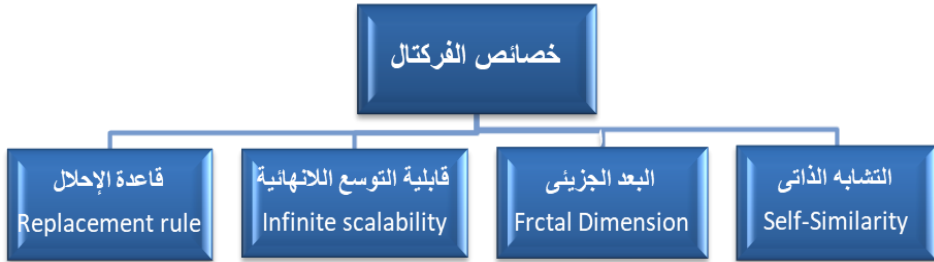 خصائص الفركتال
التشابه الذاتى
Self-Similarity
البعد الجزيئى
Frctal Dimension
قابلية التوسع اللانهائية
Infinite scalability
قاعدة الإحلال
Replacement rule